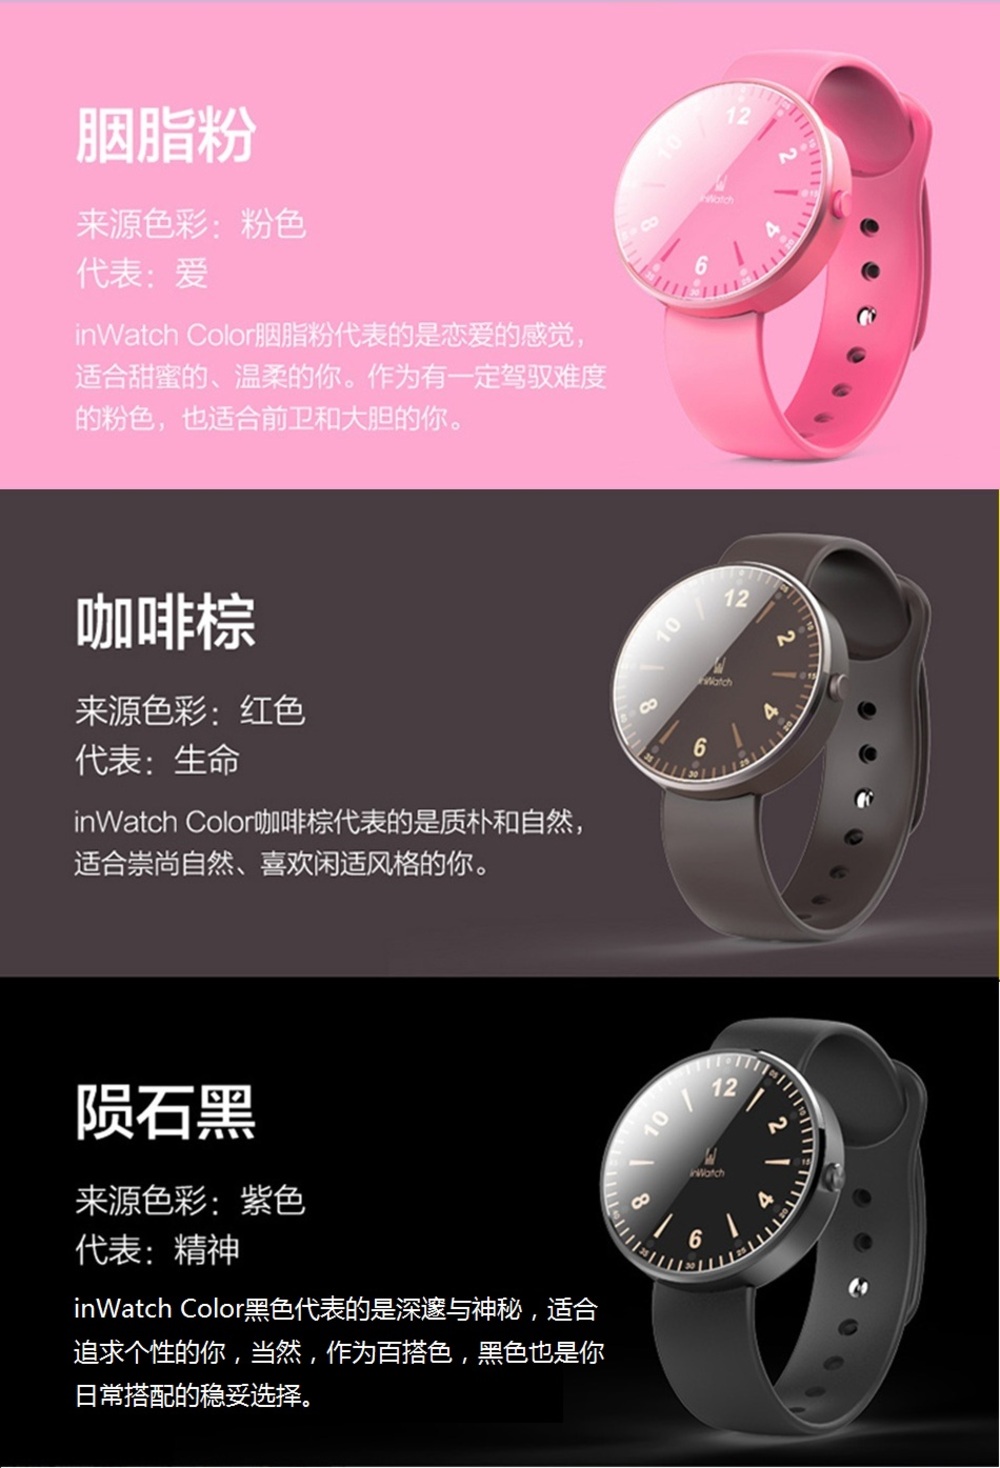 胭脂粉
来源色彩：粉色
代表：爱
inWatch Color胭脂粉代表的是恋爱的感觉，
适合甜蜜的、温柔的你。作为有一定驾驭难度
的粉色，也适合前卫和大胆的你。
12
10
2
8
4
6
inWatch
咖啡棕
来源色彩：红色
代表：生命
inWatch Color咖啡棕代表的是质朴和自然，
适合崇尚自然、喜欢闲适风格的你。
12
10
2
8
4
6
inWatch
陨石黑
来源色彩：紫色
代表：精神
inWatch Color黑色代表的是深邃与神秘，适合
追求个性的你，当然，作为百搭色，黑色也是你
日常搭配的稳妥选择。
12
10
2
8
4
6
inWatch